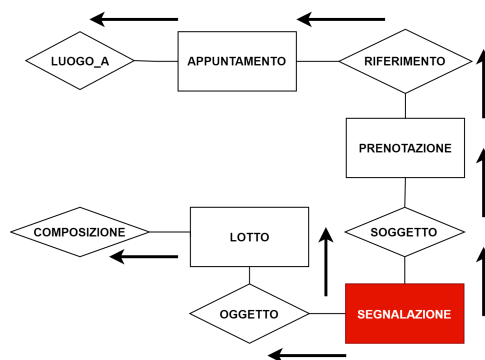 LUOGO_A
APPUNTAMENTO
RIFERIMENTO
PRENOTAZIONE
COMPOSIZIONE
LOTTO
SOGGETTO
OGGETTO
SEGNALAZIONE